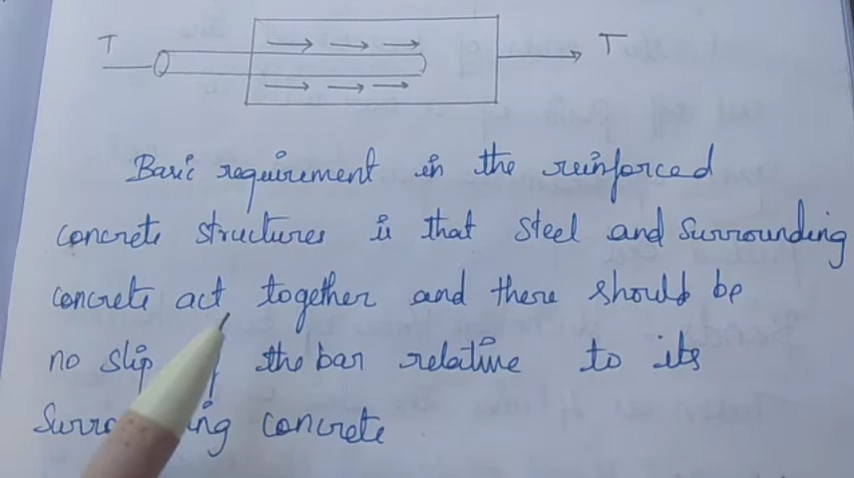 T
T
Basic requirement in the reinforced
concrete structures is that steel and surrounding
concrete act together and there should be
no slip the bar relative to its
concrete